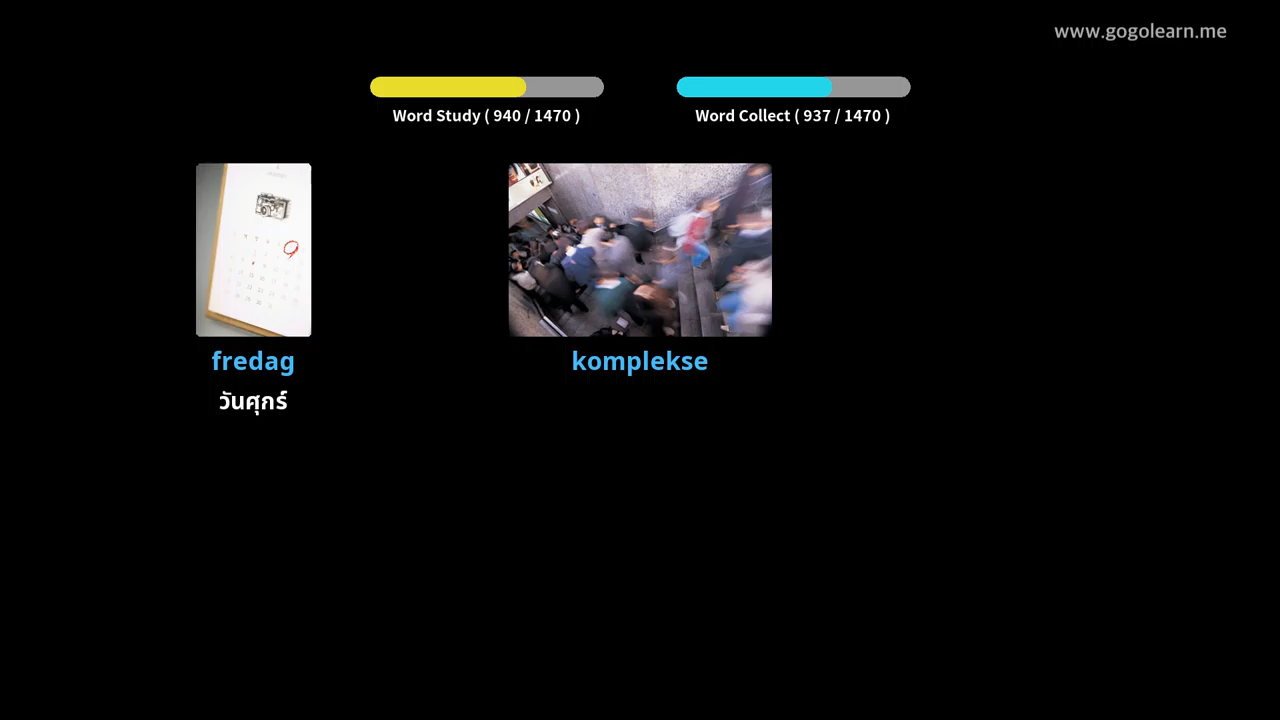 www.gogolearn.me
Word Study ( 940 / 1470 )
Word Collect ( 937 / 1470 )
fredag
komplekse
วันศุกร์